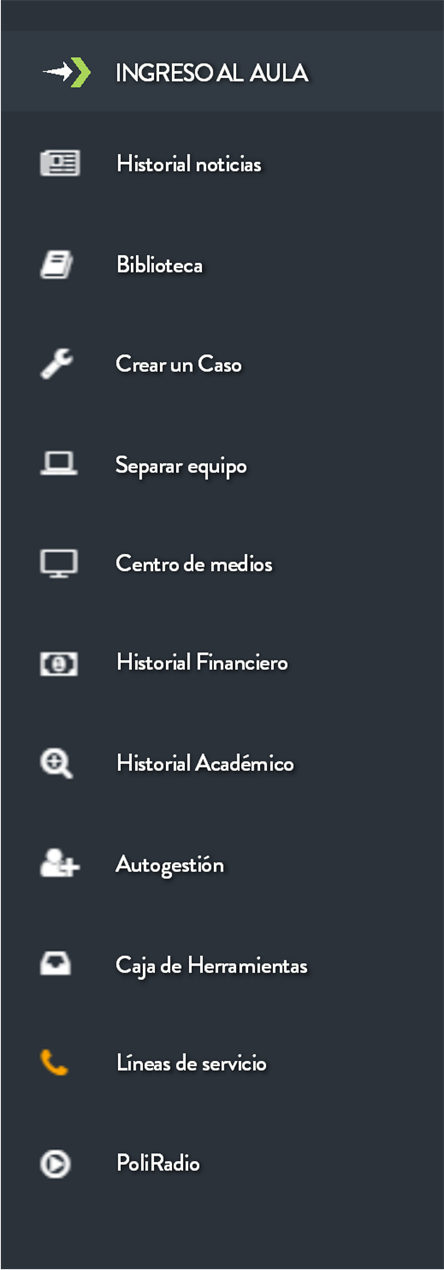 INGRESO AL AULA
Historial noticias
Biblioteca
Crear un Caso
Separar equipo
Centro de medios
Historial Financiero
Historial Académico
Autogestión
Caja de Herramientas
Líneas de servicio
PoliRadio